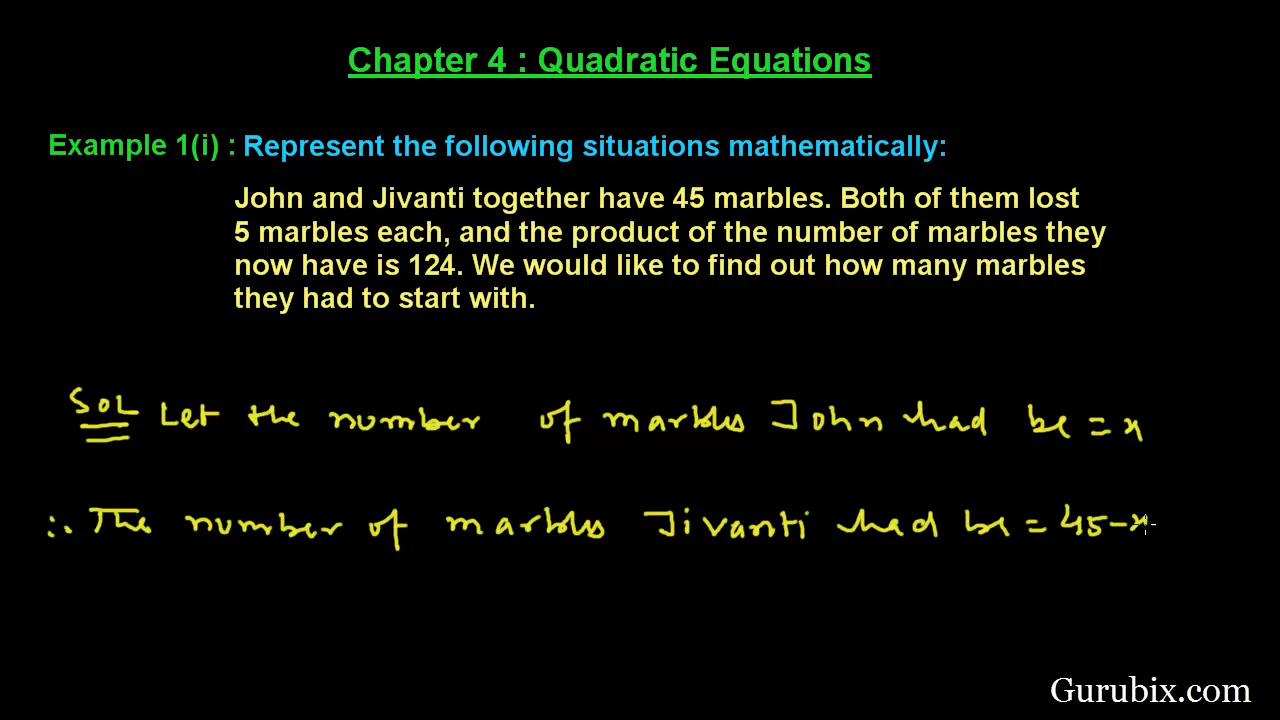 Chapter 4 : Quadratic Equations
Example 1(i) : Represent the following situations mathematically:
John and Jivanti together have 45 marbles. Both of them lost
5 marbles each, and the product of the number of marbles they
now have is 124. We would like to find out how many marbles
they had to start with.
SOL Let the number of marbles John had be = x
∴ The number of marbles Jivanti had be = 45-x
Gurubix.com